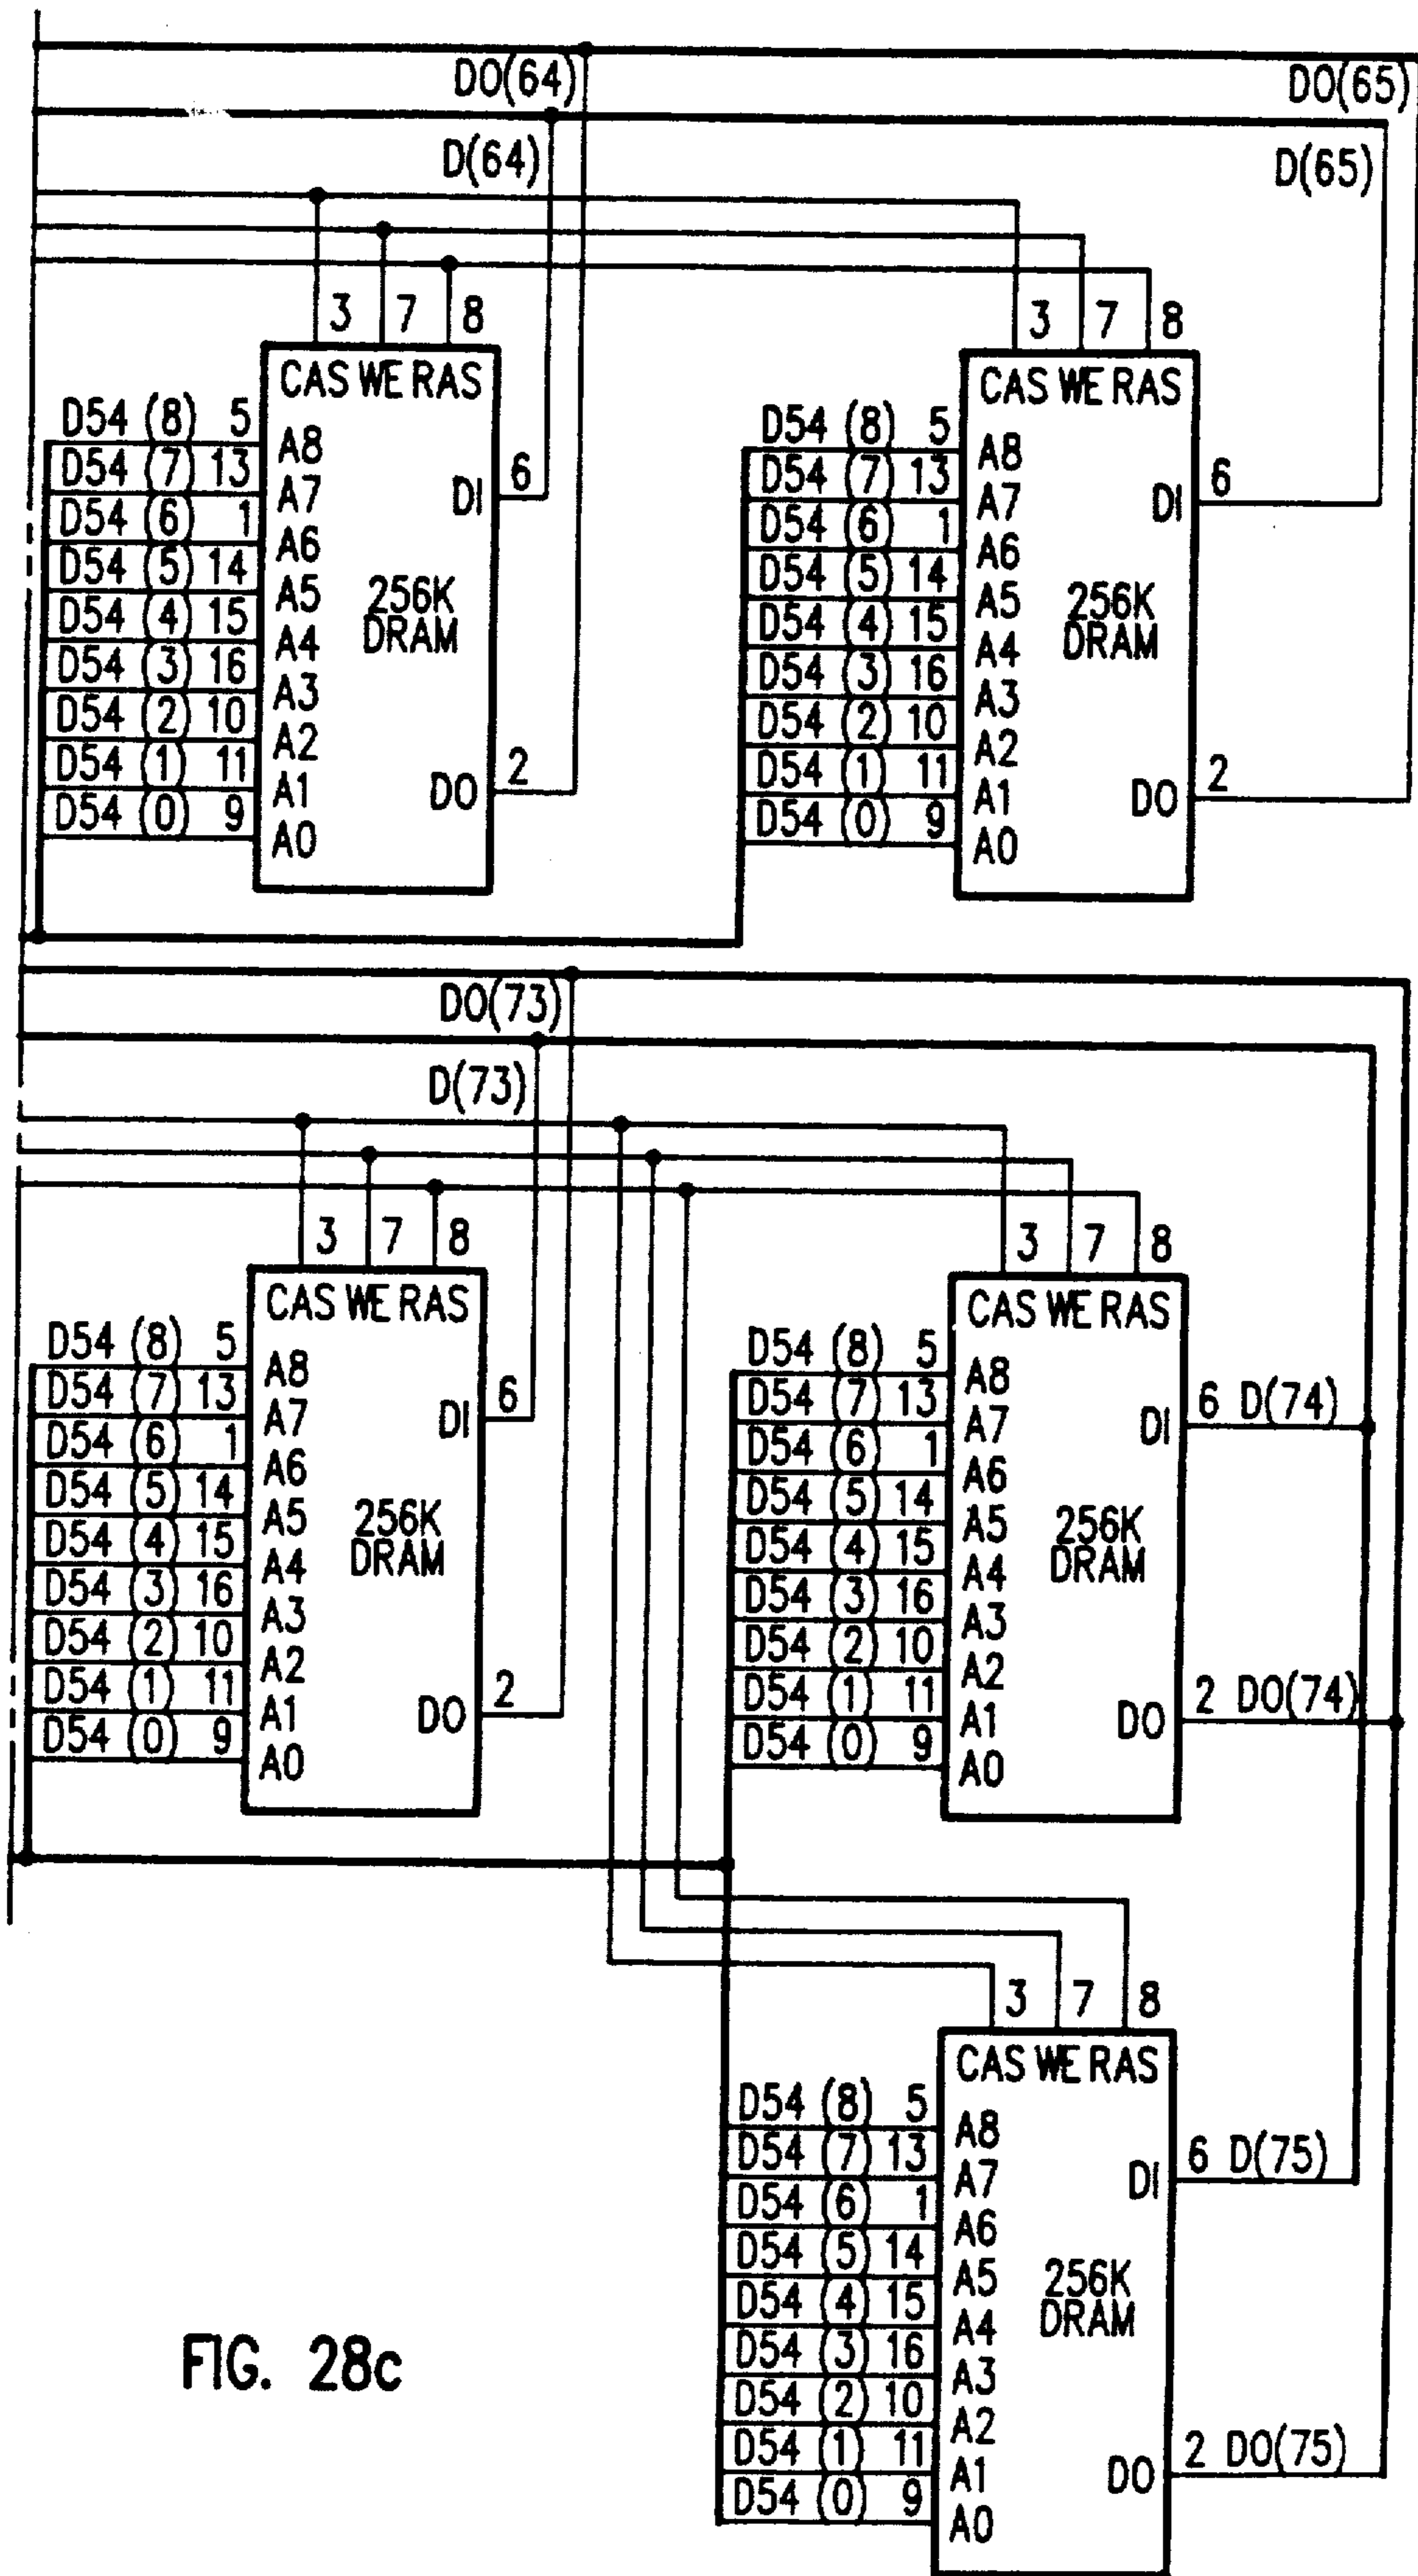 DO(64) DO(65)
D(64) D(65)
3 7 8 3 7 8
CAS WE RAS CAS WE RAS
D54 (8) 5 A8 D54 (8) 5 A8
D54 (7) 13 A7 DI 6 D54 (7) 13 A7 DI 6
D54 (6) 1 A6 D54 (6) 1 A6
D54 (5) 14 A5 256K D54 (5) 14 A5 256K
D54 (4) 15 A4 DRAM D54 (4) 15 A4 DRAM
D54 (3) 16 A3 D54 (3) 16 A3
D54 (2) 10 A2 D54 (2) 10 A2
D54 (1) 11 A1 DO 2 D54 (1) 11 A1 DO 2
D54 (0) 9 A0 D54 (0) 9 A0
DO(73)
D(73)
3 7 8 3 7 8
CAS WE RAS CAS WE RAS
D54 (8) 5 A8 D54 (8) 5 A8
D54 (7) 13 A7 DI 6 D54 (7) 13 A7 DI 6 D(74)
D54 (6) 1 A6 D54 (6) 1 A6
D54 (5) 14 A5 256K D54 (5) 14 A5 256K
D54 (4) 15 A4 DRAM D54 (4) 15 A4 DRAM
D54 (3) 16 A3 D54 (3) 16 A3
D54 (2) 10 A2 D54 (2) 10 A2
D54 (1) 11 A1 DO 2 D54 (1) 11 A1 DO 2 DO(74)
D54 (0) 9 A0 D54 (0) 9 A0
3 7 8
CAS WE RAS
D54 (8) 5 A8
D54 (7) 13 A7 DI 6 D(75)
D54 (6) 1 A6
D54 (5) 14 A5 256K
D54 (4) 15 A4 DRAM
D54 (3) 16 A3
D54 (2) 10 A2
D54 (1) 11 A1 DO 2 DO(75)
D54 (0) 9 A0
FIG. 28c